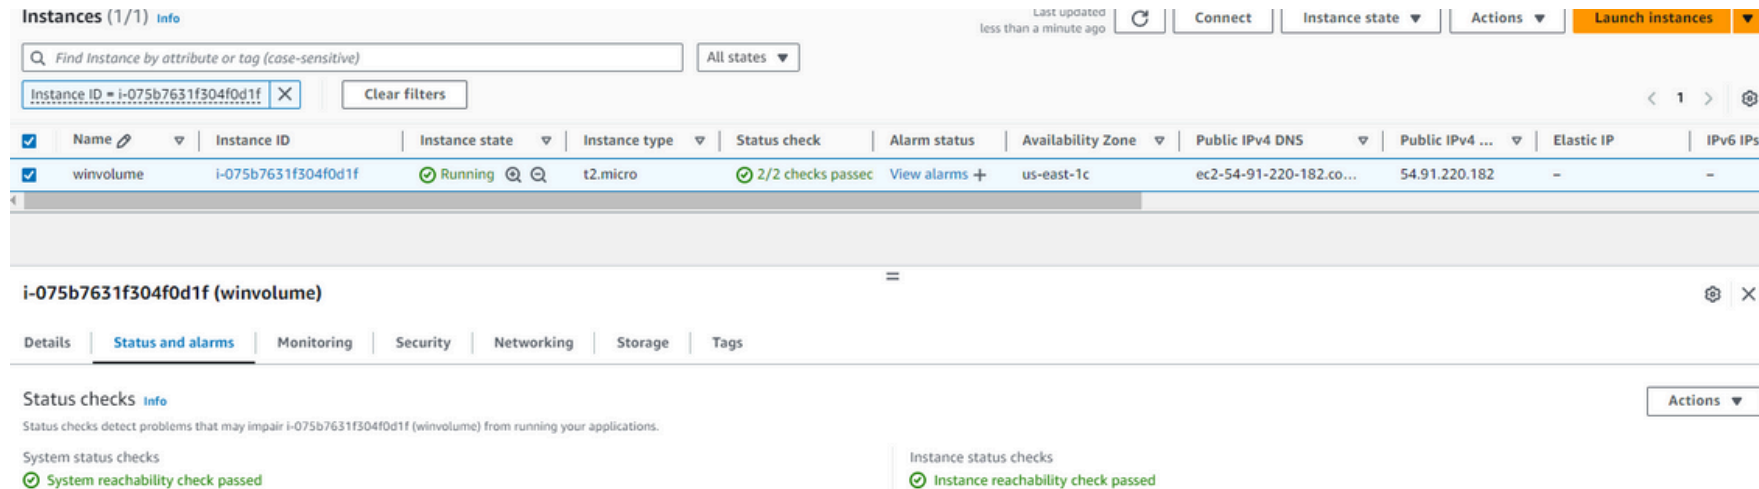 Instances (1/1) Info
Last updated
less than a minute ago
Connect
Instance state
Actions
Launch instances
Find Instance by attribute or tag (case-sensitive)
All states
Instance ID = i-075b7631f304f0d1f
Clear filters
1
Name Instance ID Instance state Instance type Status check Alarm status Availability Zone Public IPv4 DNS Public IPv4 ... Elastic IP IPv6 IPs
winvolume i-075b7631f304f0d1f Running t2.micro 2/2 checks passec View alarms + us-east-1c ec2-54-91-220-182.co... 54.91.220.182 – –
i-075b7631f304f0d1f (winvolume)
Details Status and alarms Monitoring Security Networking Storage Tags
Status checks Info
Actions
Status checks detect problems that may impair i-075b7631f304f0d1f (winvolume) from running your applications.
System status checks
Instance status checks
System reachability check passed
Instance reachability check passed